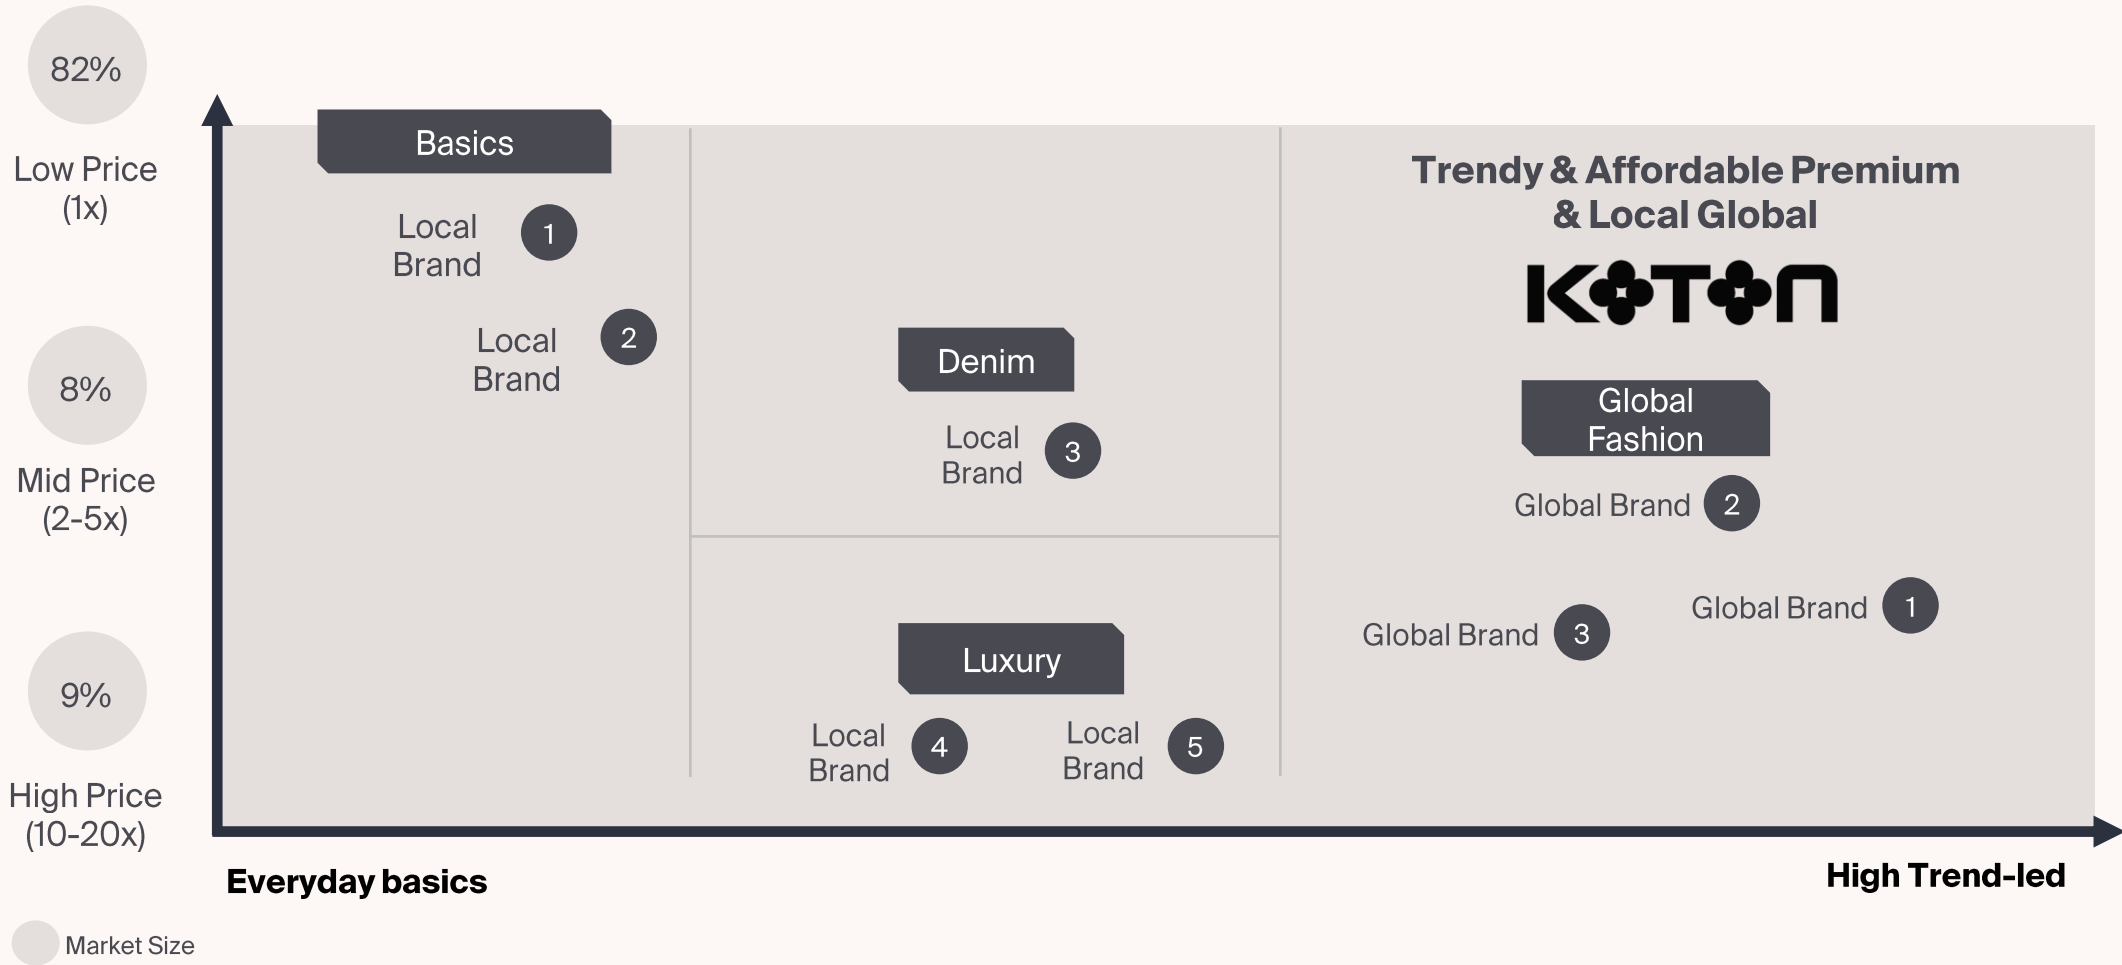 82%
Low Price
(1x)
8%
Mid Price
(2-5x)
9%
High Price
(10-20x)
Basics
Local
Brand
1
Local
Brand
2
Denim
Local
Brand
3
Luxury
Local
Brand
4
Local
Brand
5
Trendy & Affordable Premium
& Local Global
KOTON
Global
Fashion
Global Brand 2
Global Brand 1
Global Brand 3
Everyday basics
High Trend-led
Market Size